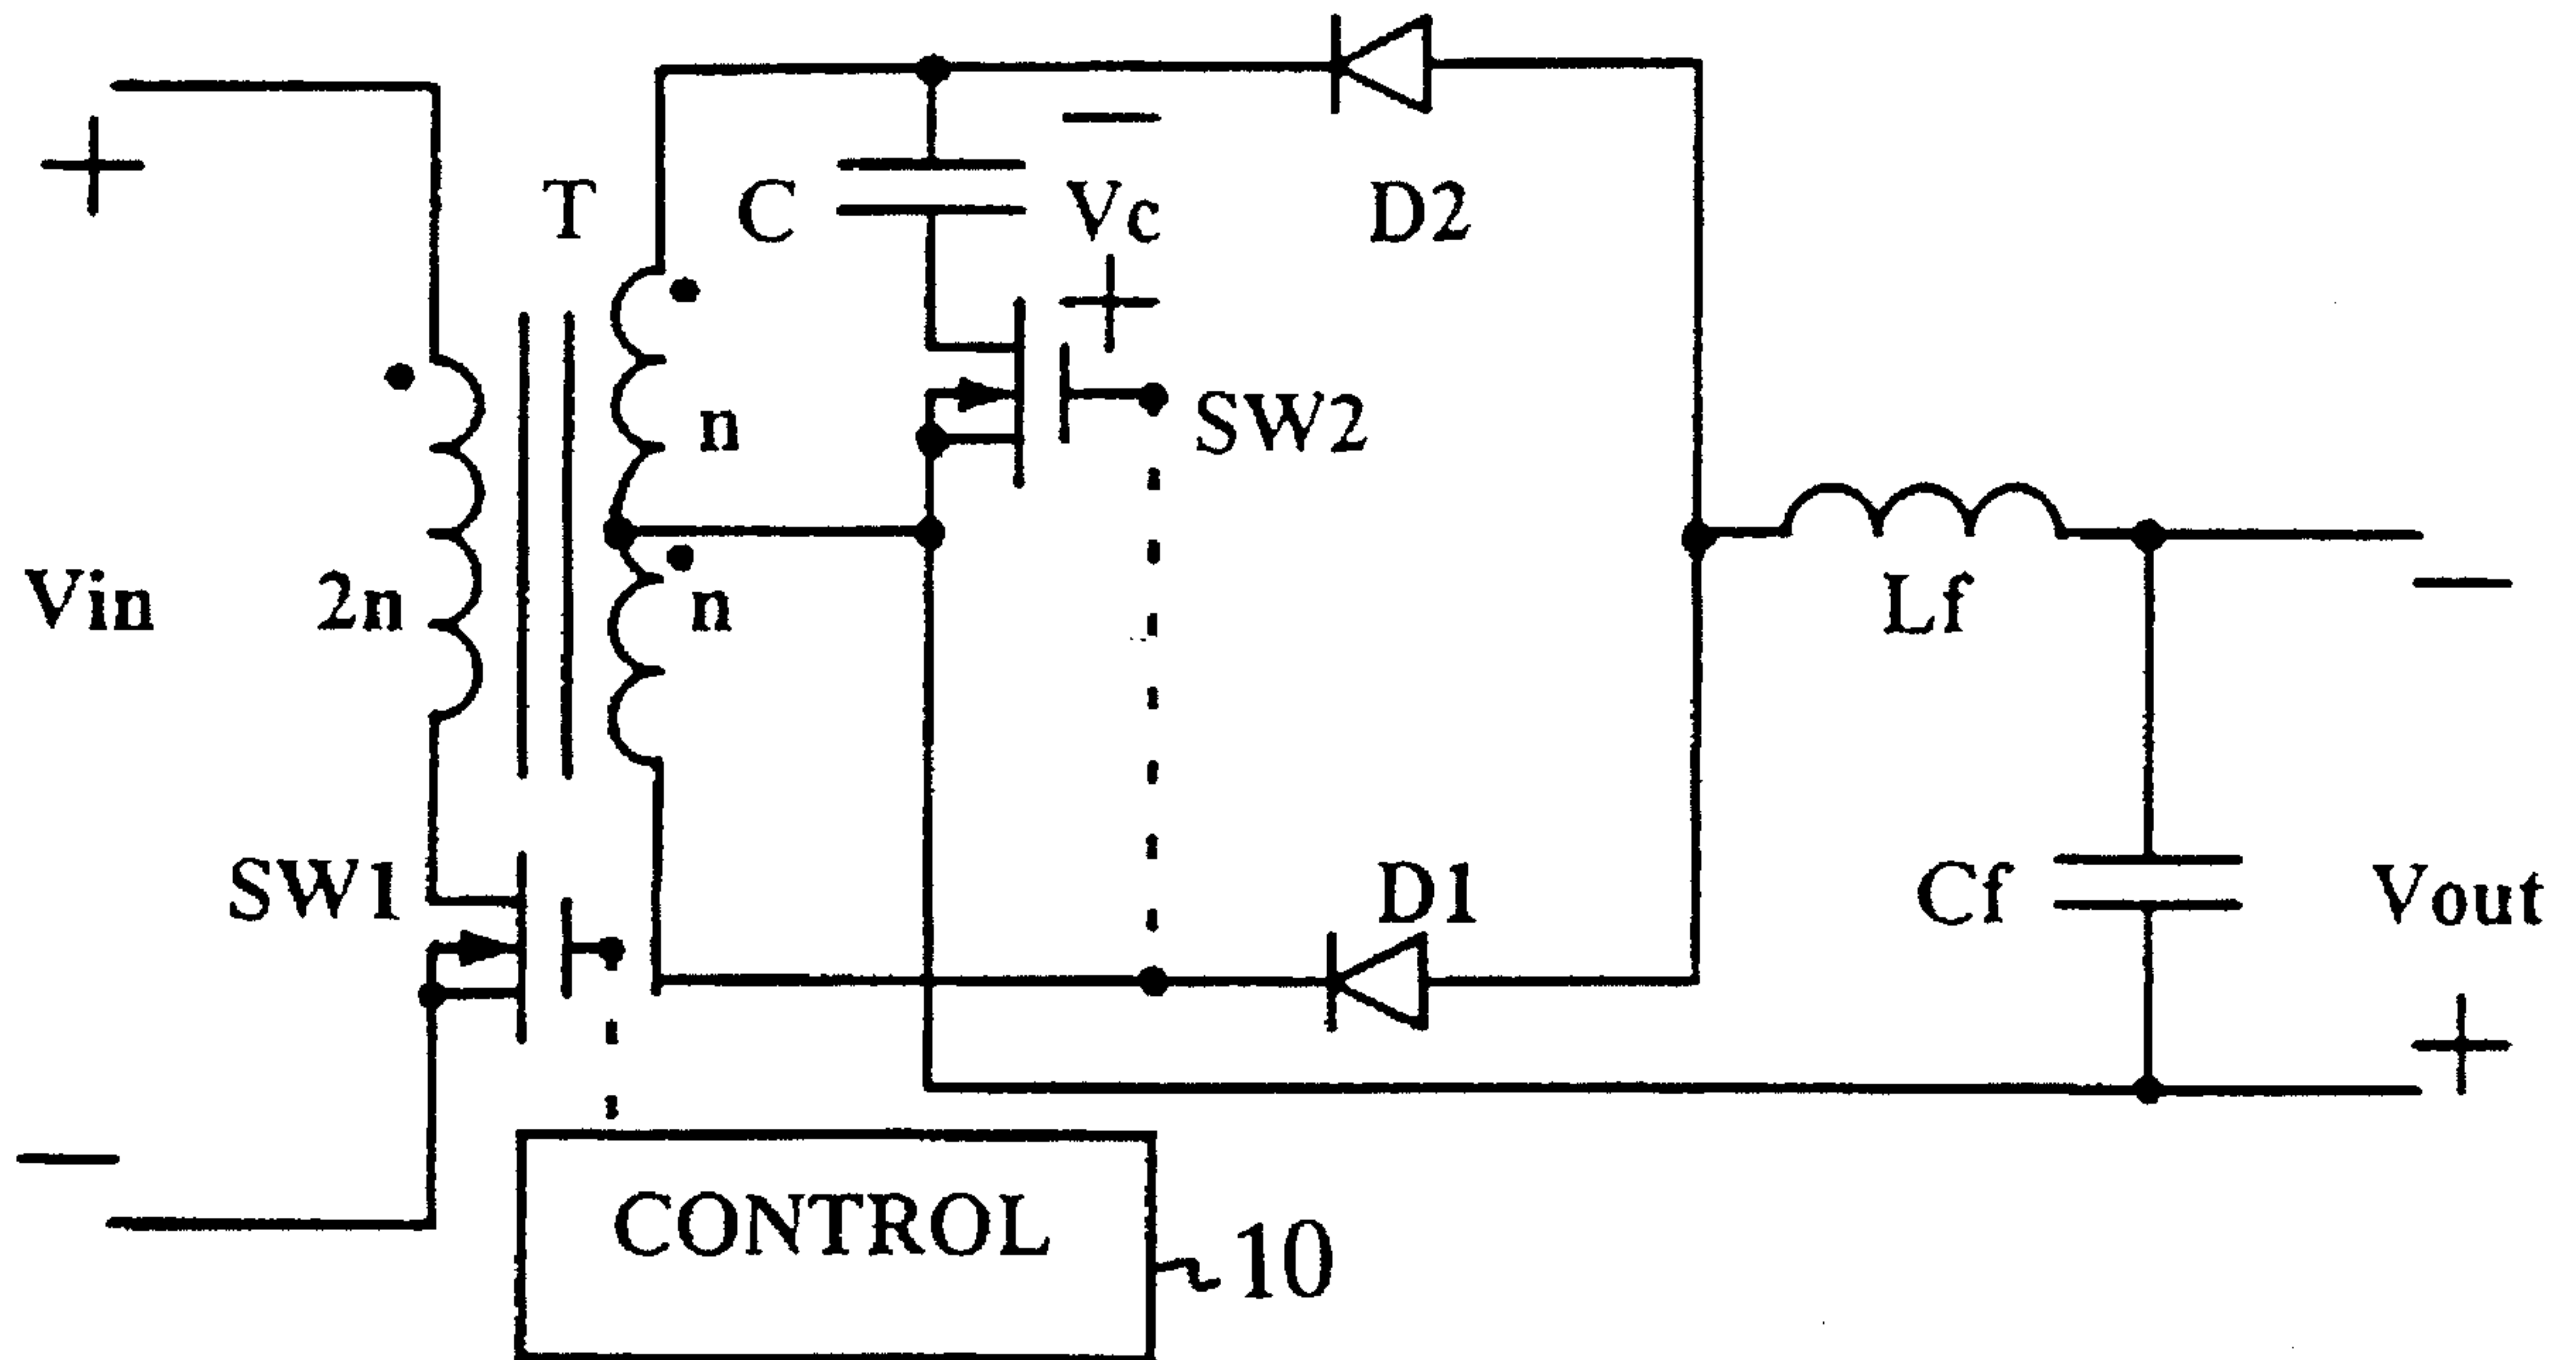 +
T
C
−
Vc
+
D2
n
SW2
Vin
2n
n
Lf
−
SW1
D1
Cf
Vout
+
−
CONTROL
10